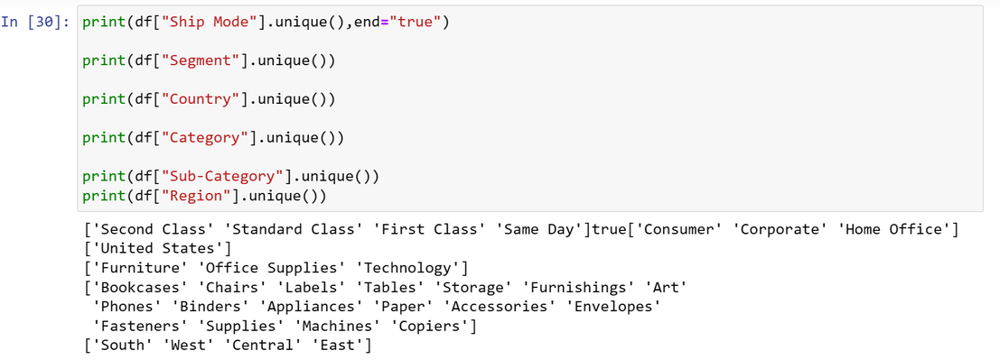 In [30]: print(df["Ship Mode"].unique(),end="true")
print(df["Segment"].unique())
print(df["Country"].unique())
print(df["Category"].unique())
print(df["Sub-Category"].unique())
print(df["Region"].unique())
['Second Class' 'Standard Class' 'First Class' 'Same Day']true['Consumer' 'Corporate' 'Home Office']
['United States']
['Furniture' 'Office Supplies' 'Technology']
['Bookcases' 'Chairs' 'Labels' 'Tables' 'Storage' 'Furnishings' 'Art'
'Phones' 'Binders' 'Appliances' 'Paper' 'Accessories' 'Envelopes'
'Fasteners' 'Supplies' 'Machines' 'Copiers']
['South' 'West' 'Central' 'East']